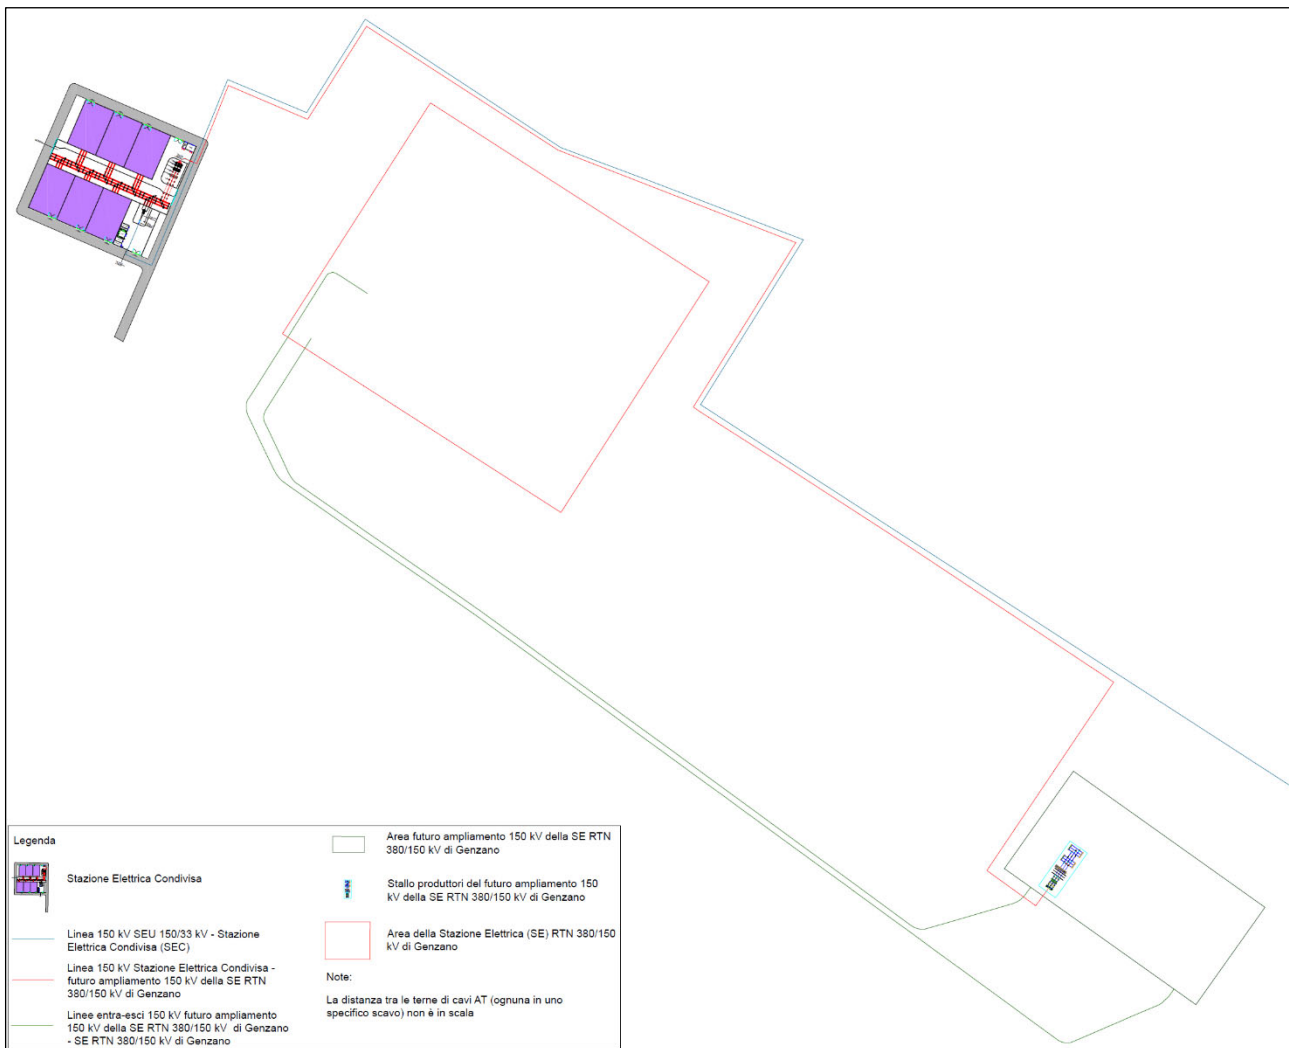 Legenda
Stazione Elettrica Condivisa
Linea 150 kV SEU 150/33 kV - Stazione
Elettrica Condivisa (SEC)
Linea 150 kV Stazione Elettrica Condivisa -
futuro ampliamento 150 kV della SE RTN
380/150 kV di Genzano
Linee entra-esci 150 kV futuro ampliamento
150 kV della SE RTN 380/150 kV di Genzano
- SE RTN 380/150 kV di Genzano
Area futuro ampliamento 150 kV della SE RTN
380/150 kV di Genzano
Stallo produttori del futuro ampliamento 150
kV della SE RTN 380/150 kV di Genzano
Area della Stazione Elettrica (SE) RTN 380/150
kV di Genzano
Note:
La distanza tra le terne di cavi AT (ognuna in uno
specifico scavo) non è in scala